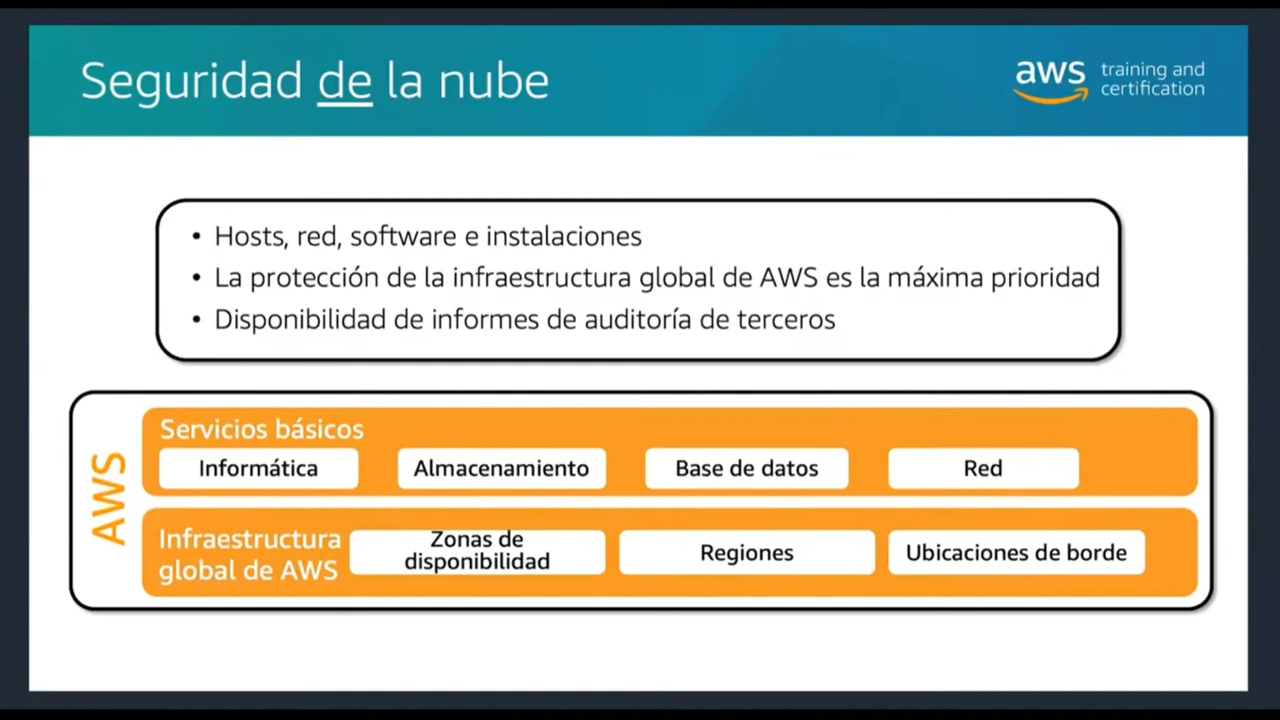 Seguridad de la nube
aws training and
certification
• Hosts, red, software e instalaciones
• La protección de la infraestructura global de AWS es la máxima prioridad
• Disponibilidad de informes de auditoría de terceros
AWS
Servicios básicos
Informática
Almacenamiento
Base de datos
Red
Infraestructura
global de AWS
Zonas de
disponibilidad
Regiones
Ubicaciones de borde